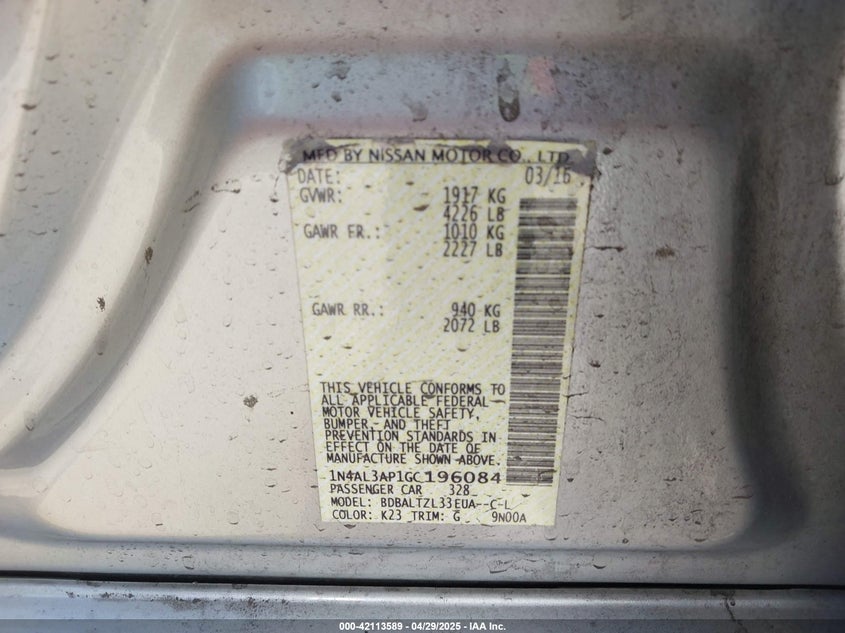 MFD BY NISSAN MOTOR CO., LTD.
DATE: 03/16
GVWR: 1917 KG
4226 LB
GAWR FR.: 1010 KG
2227 LB
GAWR RR.: 940 KG
2072 LB
THIS VEHICLE CONFORMS TO
ALL APPLICABLE FEDERAL
MOTOR VEHICLE SAFETY,
BUMPER, AND THEFT
PREVENTION STANDARDS IN
EFFECT ON THE DATE OF
MANUFACTURE SHOWN ABOVE.
1N4AL3AP1GC196084
PASSENGER CAR 328
MODEL: BDBALTZL33EUA--C-L
COLOR: K23 TRIM: G 9N00A
000-42113589 - 04/29/2025 - IAA Inc.